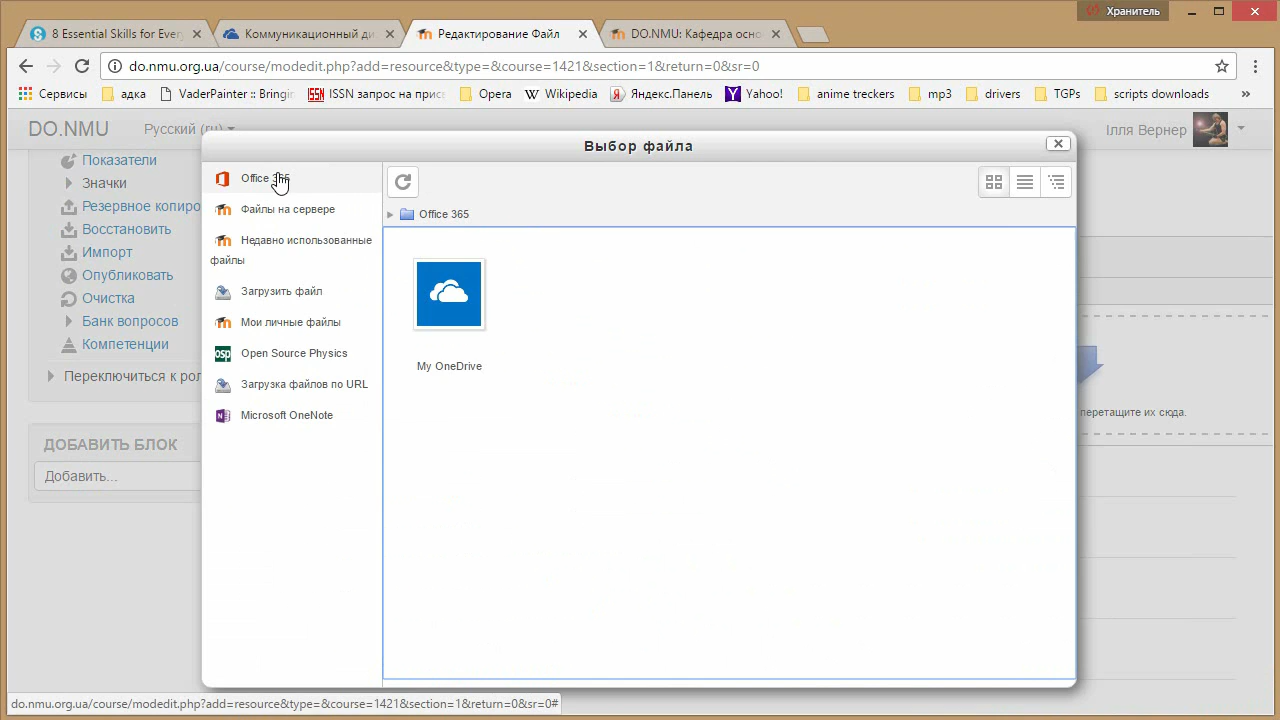 Хранитель
8 Essential Skills for Every
Коммуникационный ди
Редактирование Файл
DO.NMU: Кафедра осно
do.nmu.org.ua/course/modedit.php?add=resource&type=&course=1421&section=1&return=0&sr=0
Сервисы
адка
VaderPainter :: Bringin
ISSN запрос на присе
Opera
Wikipedia
Яндекс.Панель
Yahoo!
anime treckers
mp3
drivers
TGPs
scripts downloads
»
DO.NMU
Русский (ru)
Ілля Вернер
Показатели
Значки
Резервное копиро
Восстановить
Импорт
Опубликовать
Очистка
Банк вопросов
Компетенции
Переключиться к рол
ДОБАВИТЬ БЛОК
Добавить...
Выбор файла
Office 365
Файлы на сервере
Недавно использованные
файлы
Загрузить файл
Мои личные файлы
Open Source Physics
Загрузка файлов по URL
Microsoft OneNote
Office 365
My OneDrive
перетащите их сюда.
do.nmu.org.ua/course/modedit.php?add=resource&type=&course=1421&section=1&return=0&sr=0#